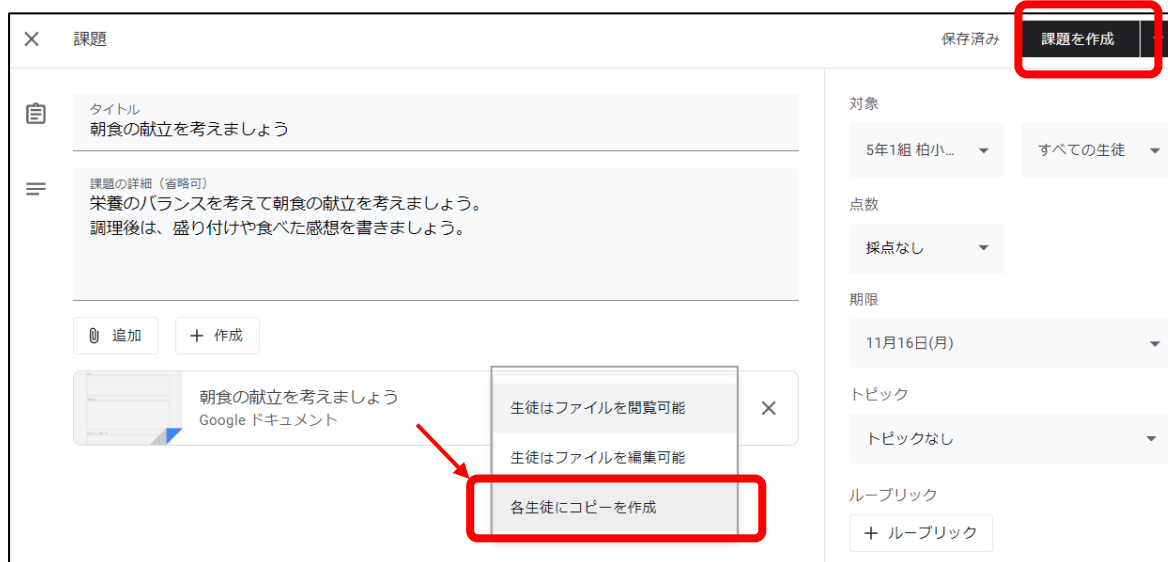 課題
保存済み
課題を作成
タイトル
朝食の献立を考えましょう
課題の詳細（省略可）
栄養のバランスを考えて朝食の献立を考えましょう。
調理後は、盛り付けや食べた感想を書きましょう。
追加
作成
朝食の献立を考えましょう
Google ドキュメント
生徒はファイルを閲覧可能
生徒はファイルを編集可能
各生徒にコピーを作成
対象
5年1組 柏小...
すべての生徒
点数
採点なし
期限
11月16日(月)
トピック
トピックなし
ルーブリック
ルーブリック